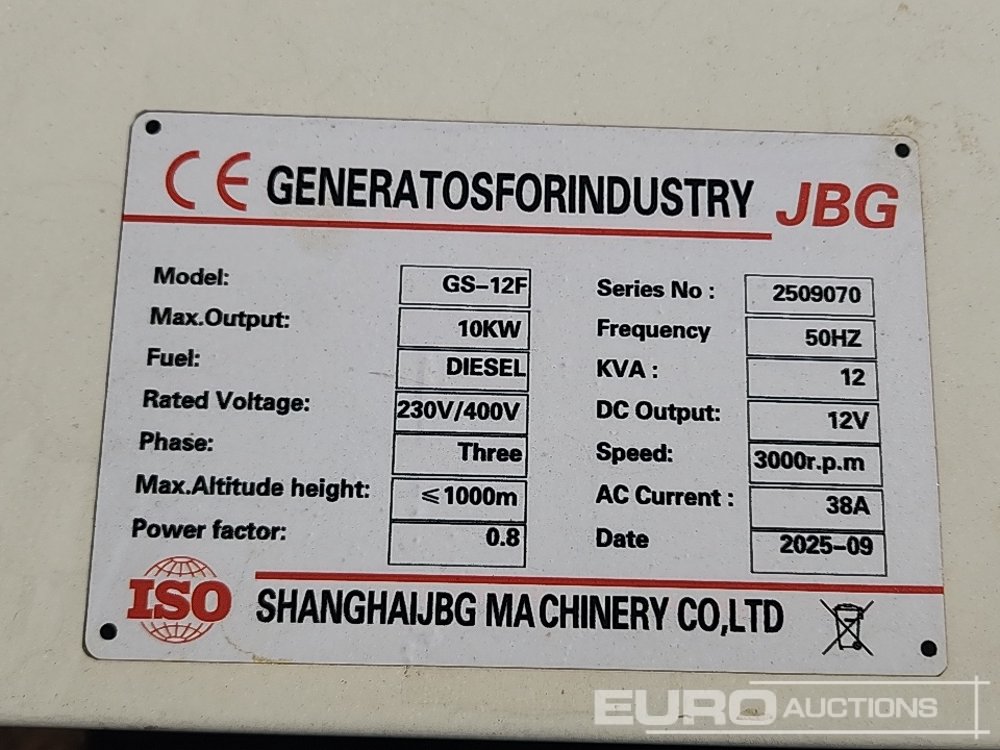 CE GENERATOSFORINDUSTRY JBG
Model: GS-12F
Max.Output: 10KW
Fuel: DIESEL
Rated Voltage: 230V/400V
Phase: Three
Max.Altitude height: ≤1000m
Power factor: 0.8
Series No : 2509070
Frequency 50HZ
KVA : 12
DC Output: 12V
Speed: 3000r.p.m
AC Current : 38A
Date 2025-09
ISO SHANGHAIJBG MACHINERY CO,LTD
EURO AUCTIONS